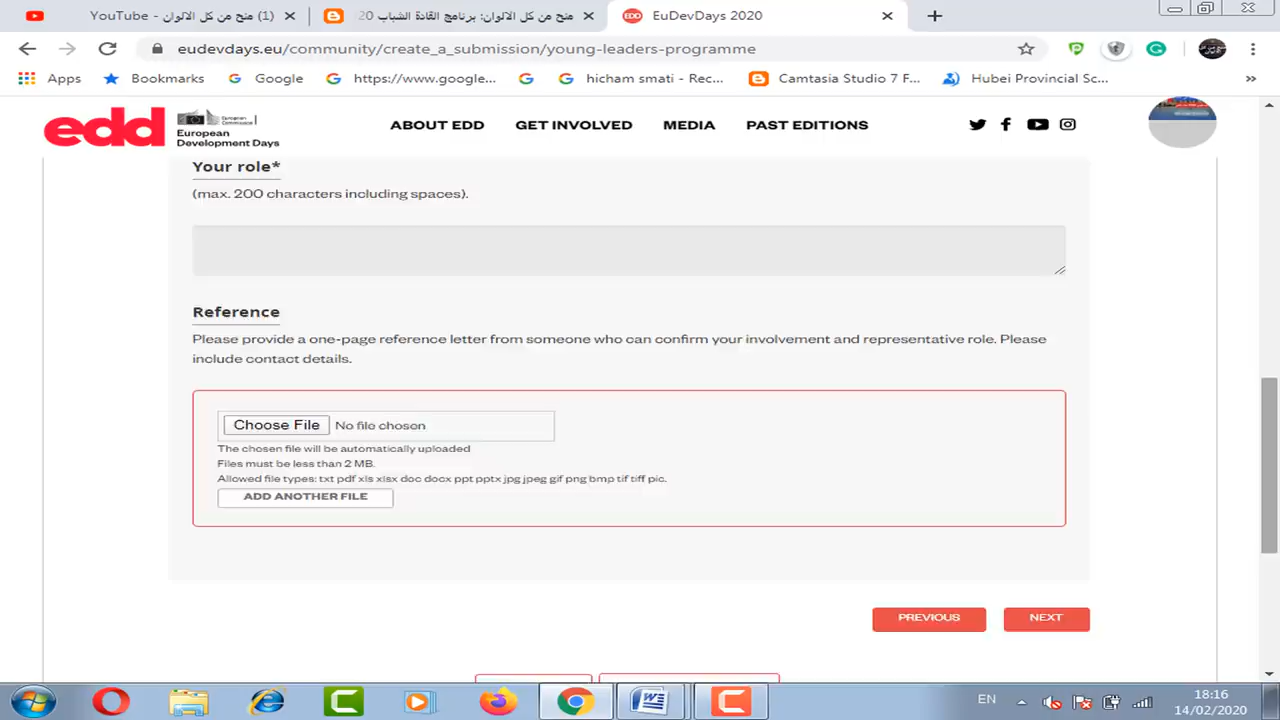 YouTube - منح من كل الالوان (1)
منح من كل الالوان: برنامج القادة الشباب 20
EDD
EuDevDays 2020
eudevdays.eu/community/create_a_submission/young-leaders-programme
Apps
Bookmarks
Google
https://www.google...
hicham smati - Rec...
Camtasia Studio 7 F...
Hubei Provincial Sc...
»
edd
European
Development Days
ABOUT EDD
GET INVOLVED
MEDIA
PAST EDITIONS
Your role*
(max. 200 characters including spaces).
Reference
Please provide a one-page reference letter from someone who can confirm your involvement and representative role. Please
include contact details.
Choose File No file chosen
The chosen file will be automatically uploaded
Files must be less than 2 MB.
Allowed file types: txt pdf xls xlsx doc docx ppt pptx jpg jpeg gif png bmp tif tiff pic.
ADD ANOTHER FILE
PREVIOUS
NEXT
EN
18:16
14/02/2020